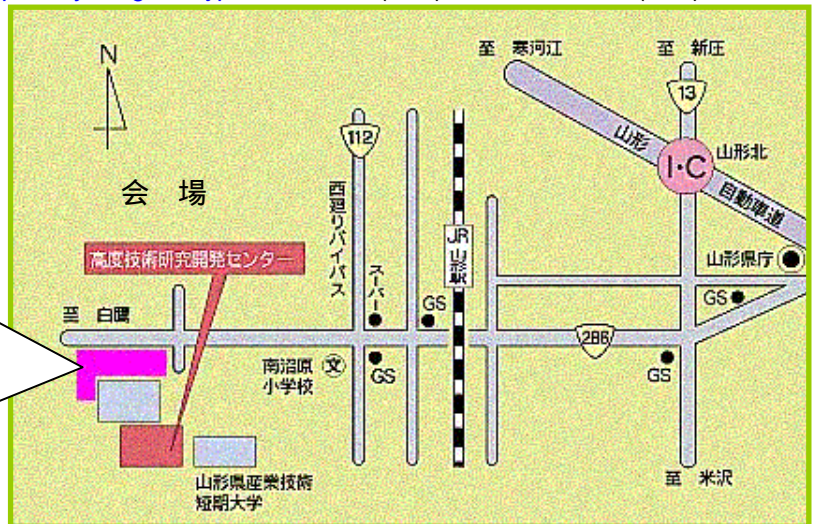 N
至 寒河江
至 新庄
13
112
山形
I・C
山形北
自動車道
会 場
西廻りバイパス
JR山形駅
高度技術研究開発センター
スーパー
山形県庁
GS
GS
至 白鷹
286
南沼原
小学校
文
GS
GS
山形県産業技術
短期大学
至 米沢